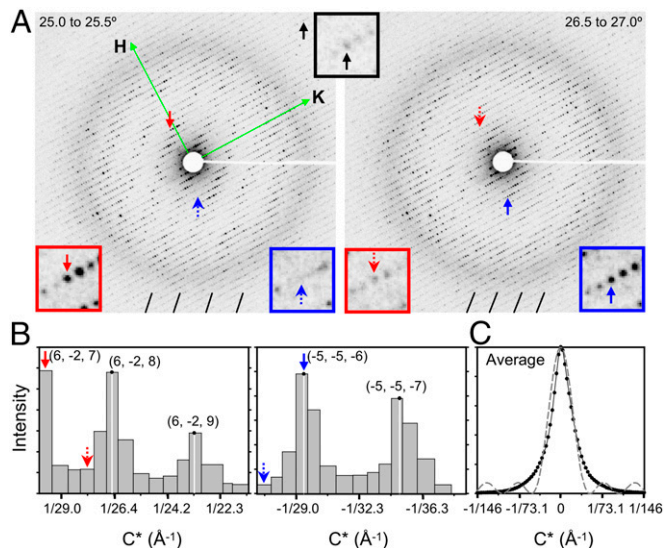 A
25.0 to 25.5º
26.5 to 27.0º
H
K
B
C
(6, -2, 7)
(6, -2, 8)
(6, -2, 9)
(-5, -5, -6)
(-5, -5, -7)
Average
Intensity
1/29.0 1/26.4 1/24.2 1/22.3
-1/29.0 -1/32.3 -1/36.3
-1/146 -1/73.1 0 1/73.1 1/146
C* (Å⁻¹)
C* (Å⁻¹)
C* (Å⁻¹)